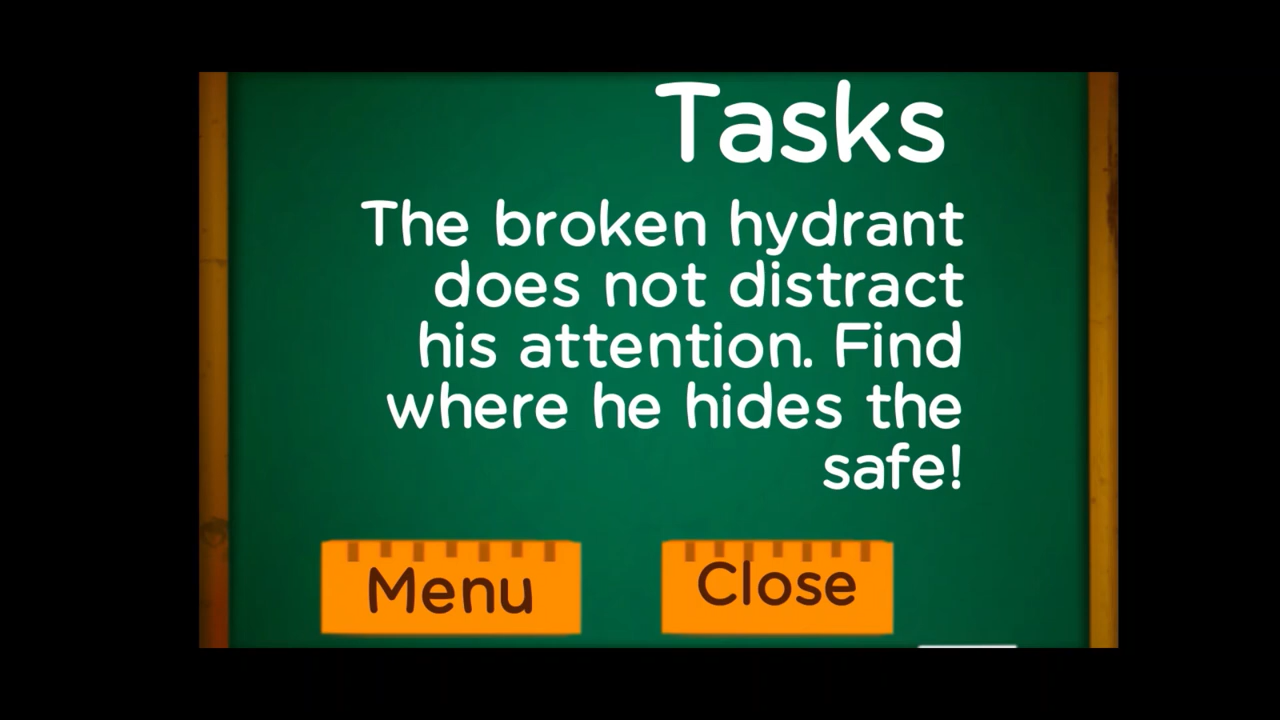 Tasks
The broken hydrant
does not distract
his attention. Find
where he hides the
safe!
Menu
Close